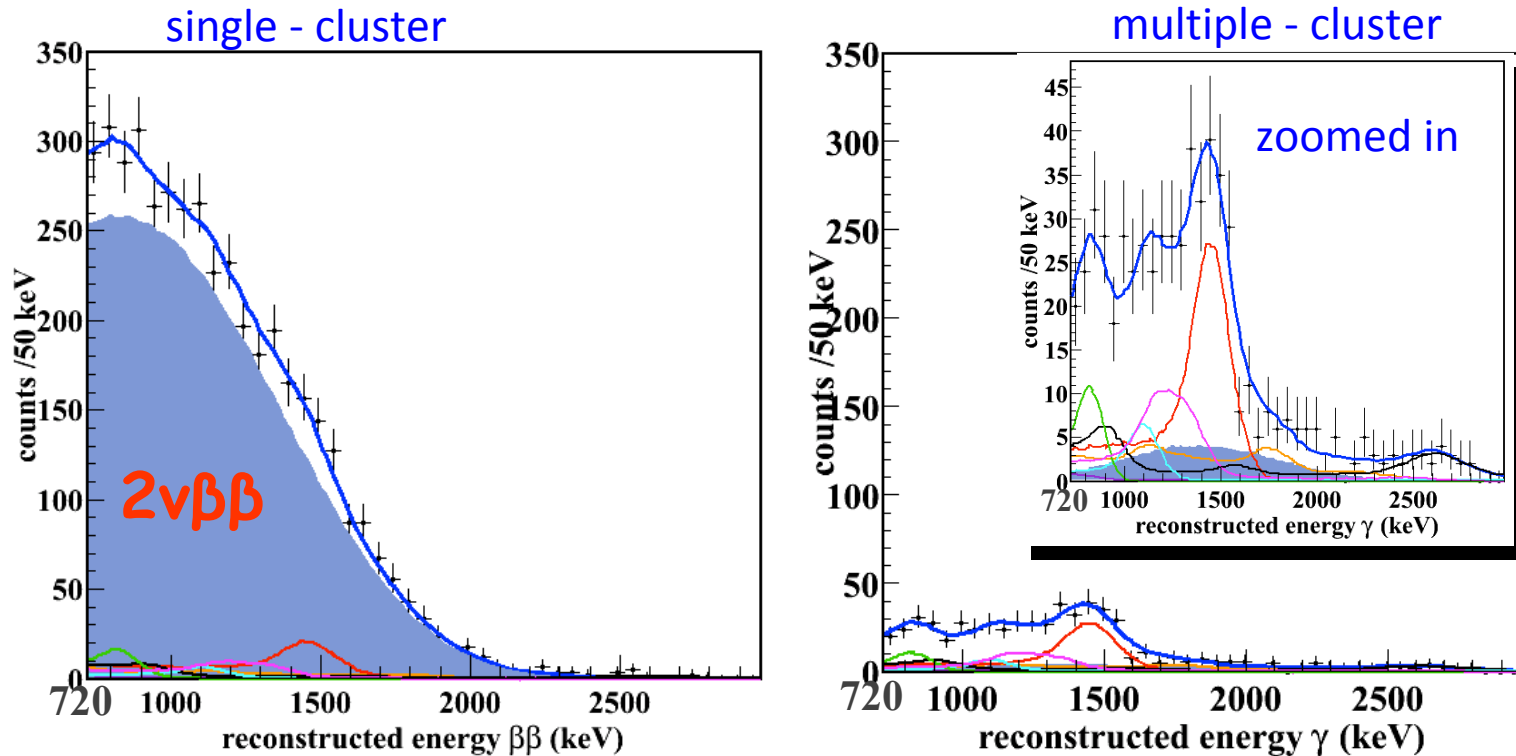 single - cluster
350
300
250
200
150
100
50
0
counts /50 keV
2νββ
720 1000 1500 2000 2500
reconstructed energy ββ (keV)
multiple - cluster
350
300
250
200
150
100
50
0
counts /50 keV
720 1000 1500 2000 2500
reconstructed energy γ (keV)
zoomed in
45
40
35
30
25
20
15
10
5
0
counts /50 keV
720 1000 1500 2000 2500
reconstructed energy γ (keV)